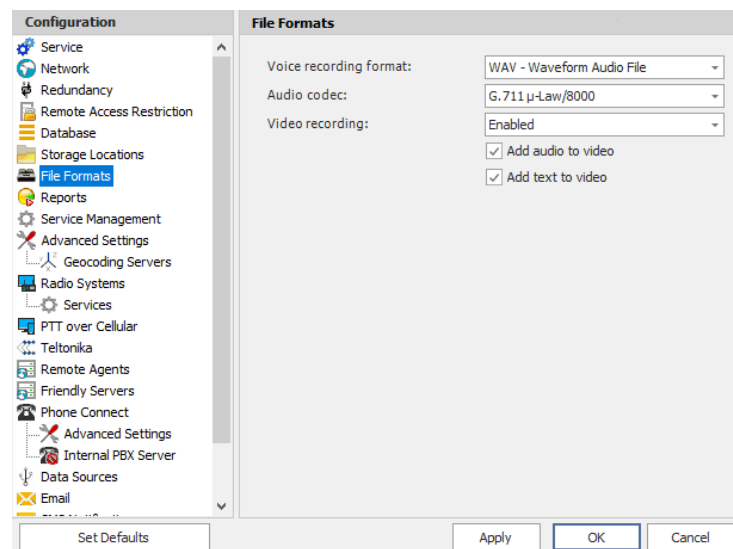 Configuration
Service
Network
Redundancy
Remote Access Restriction
Database
Storage Locations
File Formats
Reports
Service Management
Advanced Settings
Geocoding Servers
Radio Systems
Services
PTT over Cellular
Teltonika
Remote Agents
Friendly Servers
Phone Connect
Advanced Settings
Internal PBX Server
Data Sources
Email
Set Defaults
File Formats
Voice recording format: WAV - Waveform Audio File
Audio codec: G.711 μ-Law/8000
Video recording: Enabled
Add audio to video
Add text to video
Apply OK Cancel